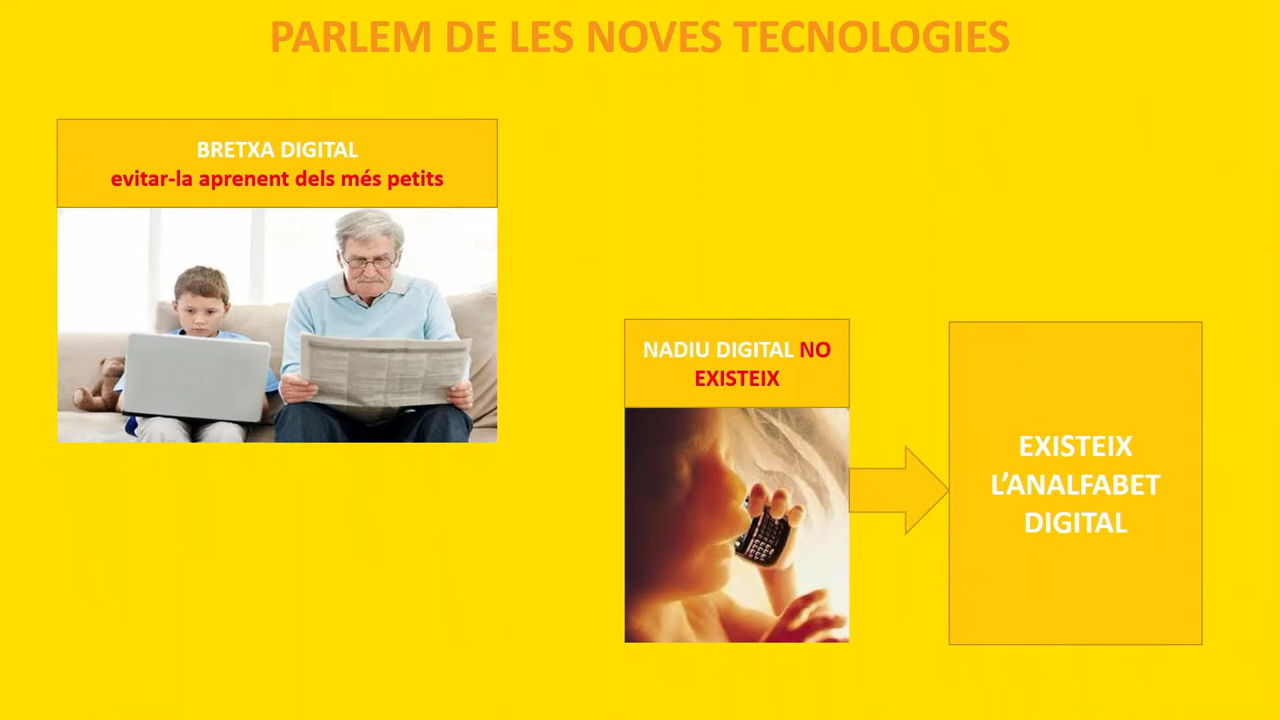 PARLEM DE LES NOVES TECNOLOGIES
BRETXA DIGITAL
evitar-la aprenent dels més petits
NADIU DIGITAL NO
EXISTEIX
EXISTEIX
L'ANALFABET
DIGITAL